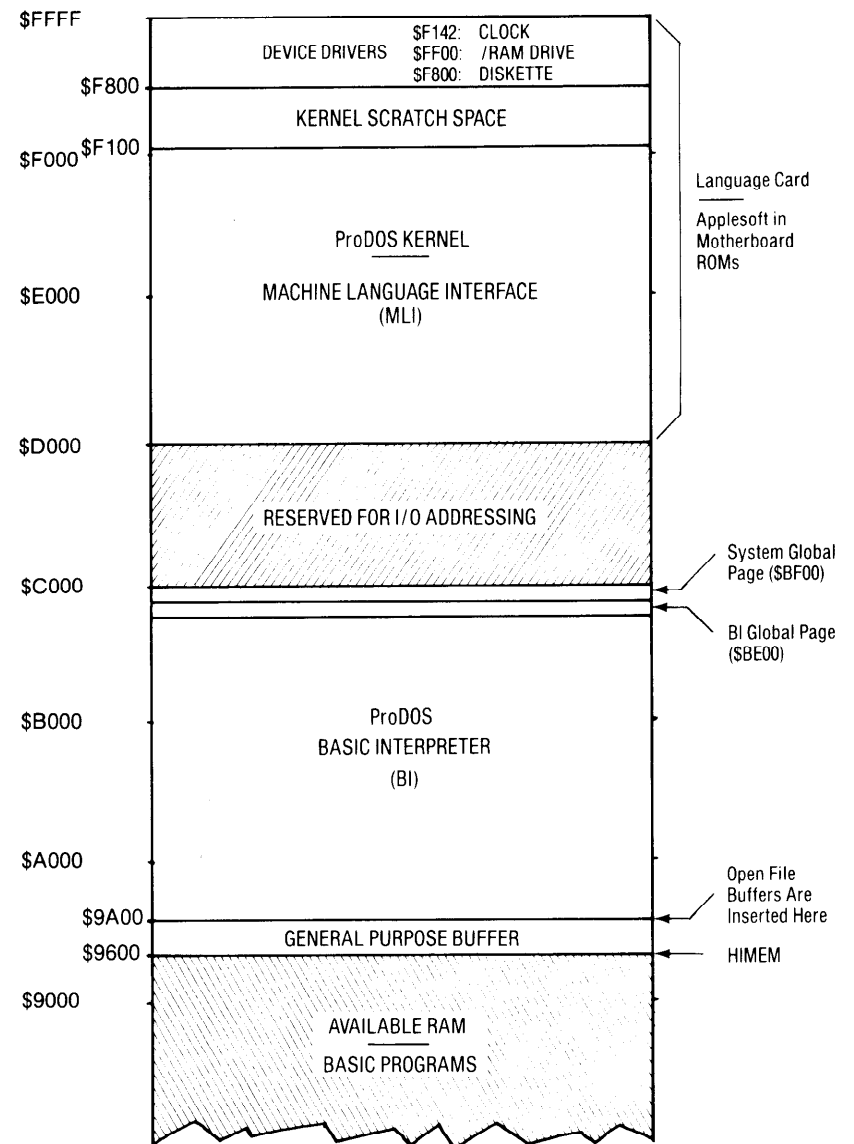 $FFFF
DEVICE DRIVERS
$F142: CLOCK
$FF00: /RAM DRIVE
$F800: DISKETTE
$F800
KERNEL SCRATCH SPACE
$F100
$F000
ProDOS KERNEL
MACHINE LANGUAGE INTERFACE
(MLI)
Language Card
Applesoft in
Motherboard
ROMs
$E000
$D000
RESERVED FOR I/O ADDRESSING
$C000
System Global
Page ($BF00)
BI Global Page
($BE00)
$B000
ProDOS
BASIC INTERPRETER
(BI)
$A000
Open File
Buffers Are
Inserted Here
$9A00
GENERAL PURPOSE BUFFER
$9600
HIMEM
$9000
AVAILABLE RAM
BASIC PROGRAMS